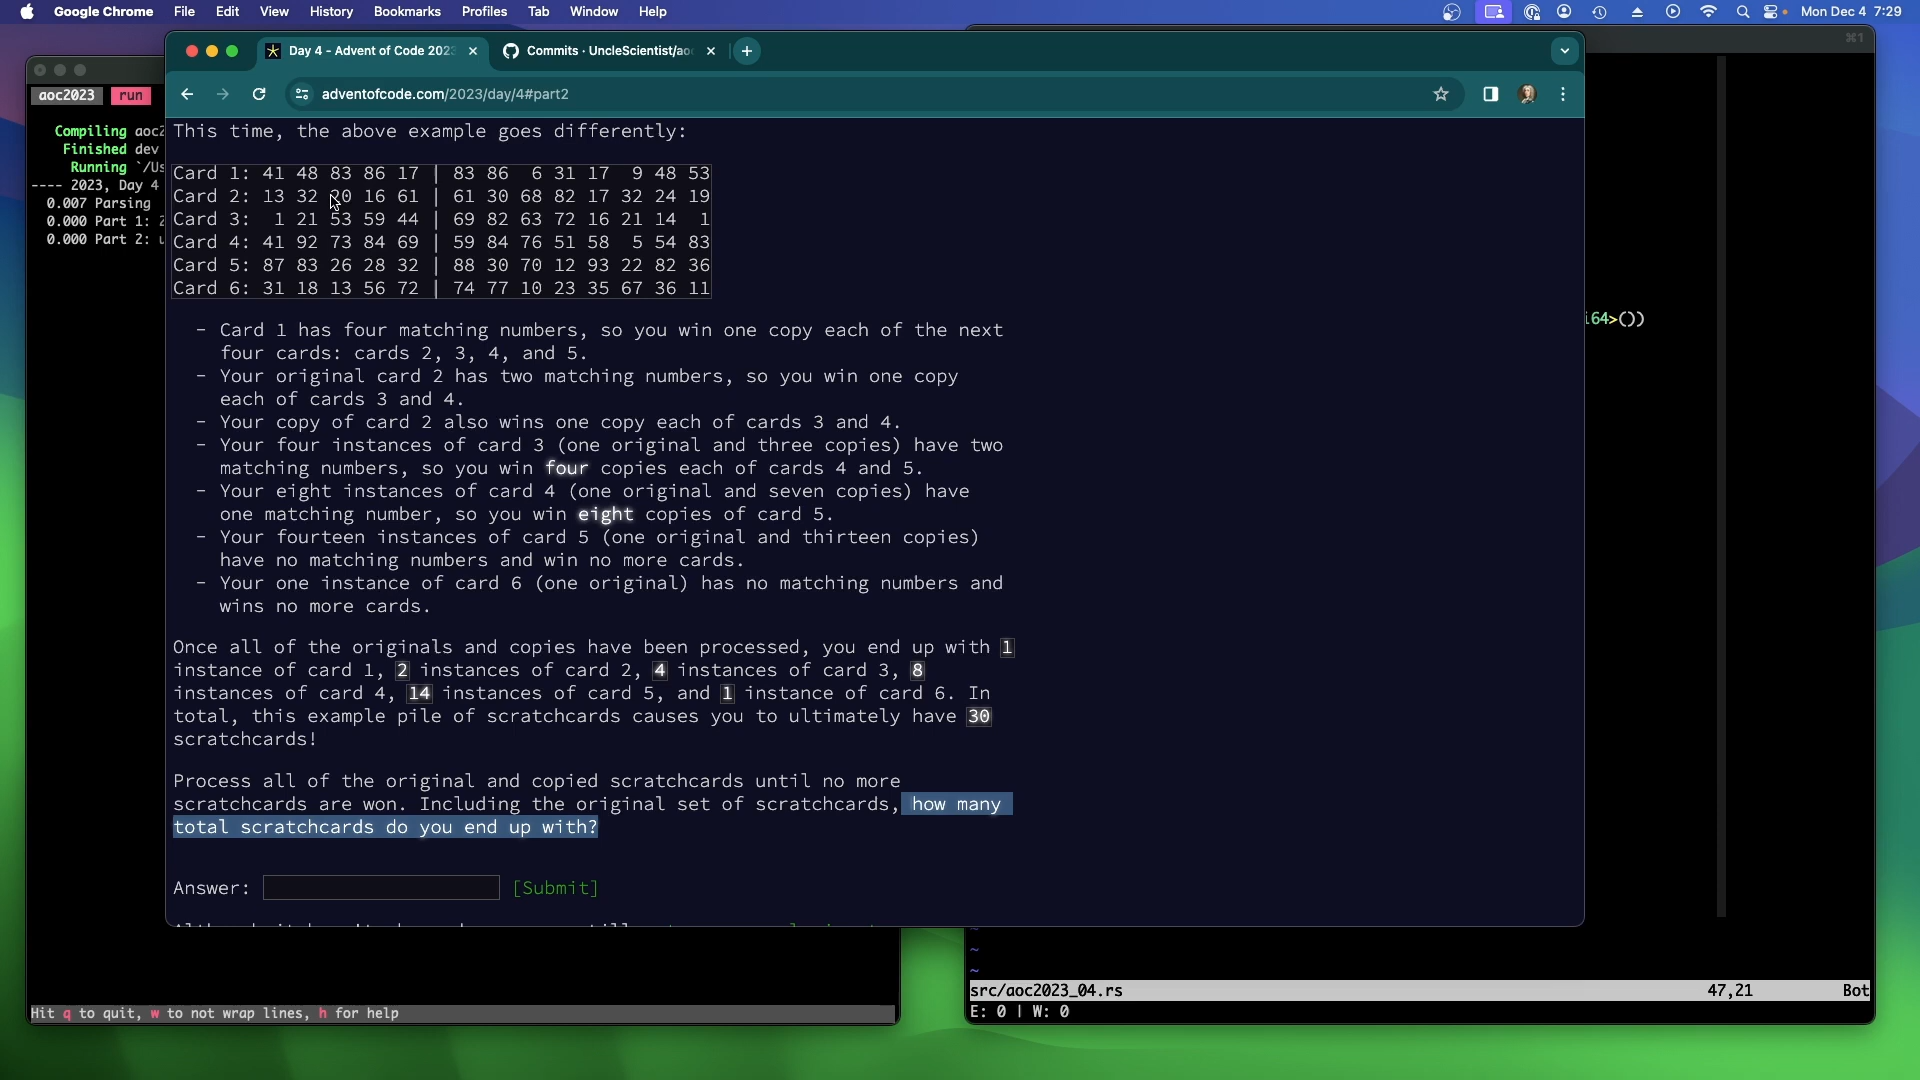 Google Chrome File Edit View History Bookmarks Profiles Tab Window Help Mon Dec 4 7:29
Day 4 - Advent of Code 2023 Commits · UncleScientist/aoc
⌘1
adventofcode.com/2023/day/4#part2
aoc2023 run
Compiling
Finished dev
Running
---- 2023, Day 4
0.007 Parsing
0.000 Part 1:
0.000 Part 2:
This time, the above example goes differently:
Card 1: 41 48 83 86 17 | 83 86  6 31 17  9 48 53
Card 2: 13 32 20 16 61 | 61 30 68 82 17 32 24 19
Card 3:  1 21 53 59 44 | 69 82 63 72 16 21 14  1
Card 4: 41 92 73 84 69 | 59 84 76 51 58  5 54 83
Card 5: 87 83 26 28 32 | 88 30 70 12 93 22 82 36
Card 6: 31 18 13 56 72 | 74 77 10 23 35 67 36 11
- Card 1 has four matching numbers, so you win one copy each of the next
four cards: cards 2, 3, 4, and 5.
- Your original card 2 has two matching numbers, so you win one copy
each of cards 3 and 4.
- Your copy of card 2 also wins one copy each of cards 3 and 4.
- Your four instances of card 3 (one original and three copies) have two
matching numbers, so you win four copies each of cards 4 and 5.
- Your eight instances of card 4 (one original and seven copies) have
one matching number, so you win eight copies of card 5.
- Your fourteen instances of card 5 (one original and thirteen copies)
have no matching numbers and win no more cards.
- Your one instance of card 6 (one original) has no matching numbers and
wins no more cards.
Once all of the originals and copies have been processed, you end up with 1
instance of card 1, 2 instances of card 2, 4 instances of card 3, 8
instances of card 4, 14 instances of card 5, and 1 instance of card 6. In
total, this example pile of scratchcards causes you to ultimately have 30
scratchcards!
Process all of the original and copied scratchcards until no more
scratchcards are won. Including the original set of scratchcards, how many
total scratchcards do you end up with?
Answer: [Submit]
i64>())
~
~
~
src/aoc2023_04.rs 47,21 Bot
E: 0 | W: 0
Hit q to quit, w to not wrap lines, h for help